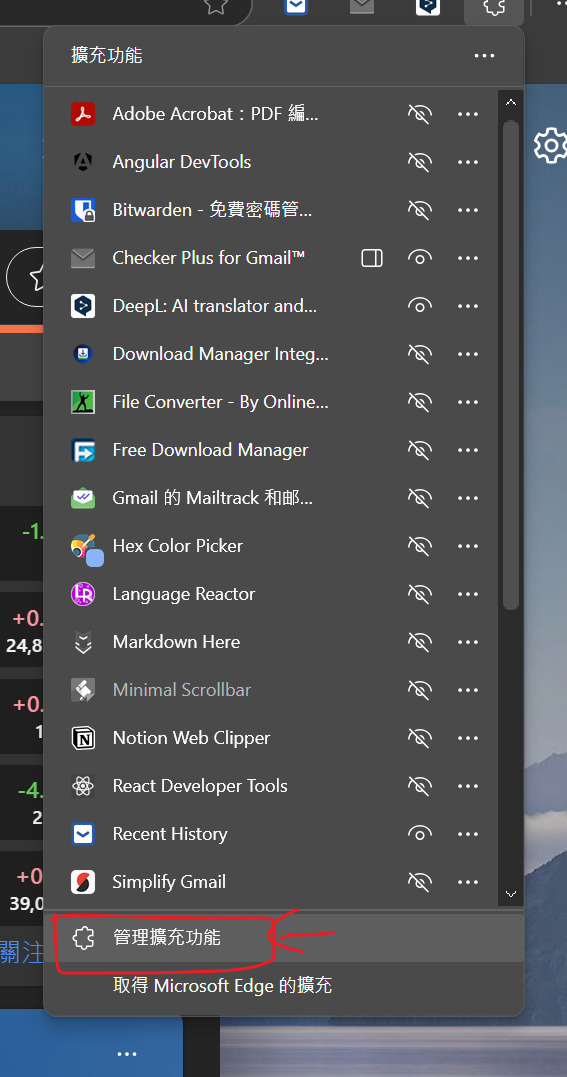 擴充功能
Adobe Acrobat：PDF 編...
Angular DevTools
Bitwarden - 免費密碼管...
Checker Plus for Gmail™
DeepL: AI translator and...
Download Manager Integ...
File Converter - By Online...
Free Download Manager
Gmail 的 Mailtrack 和邮...
-1.
Hex Color Picker
Language Reactor
+0.
24,8
Markdown Here
Minimal Scrollbar
+0.
1
Notion Web Clipper
React Developer Tools
-4.
2
Recent History
Simplify Gmail
+0
39,0
管理擴充功能
關注
取得 Microsoft Edge 的擴充